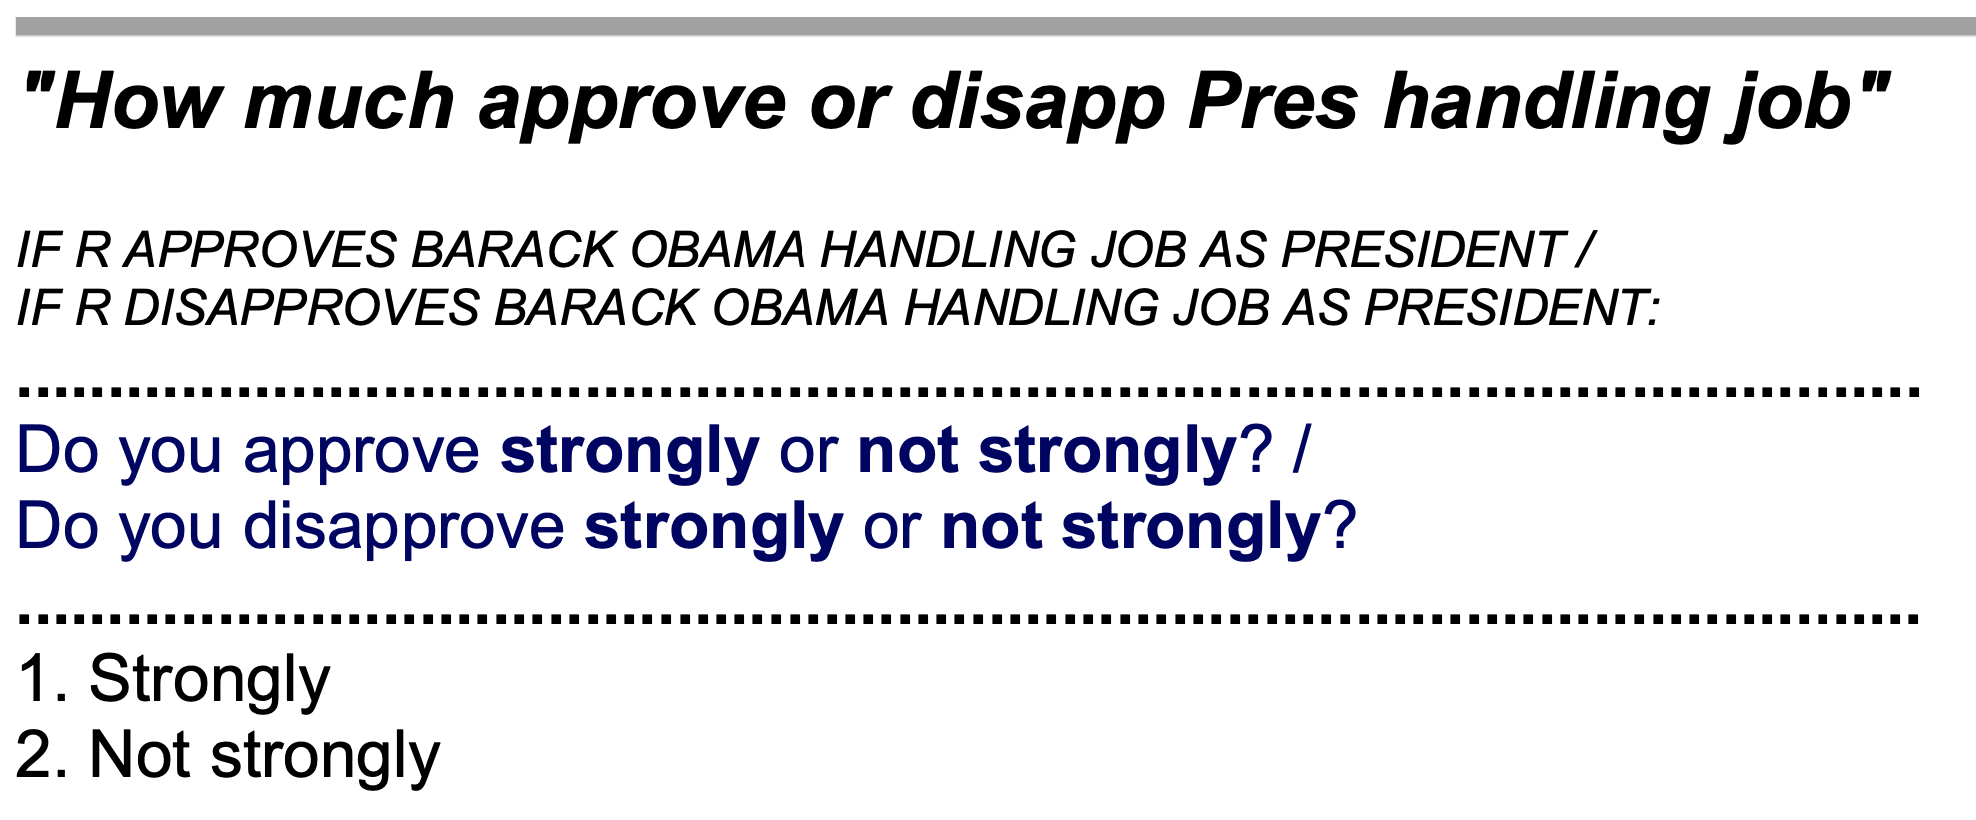 "How much approve or disapp Pres handling job"
IF R APPROVES BARACK OBAMA HANDLING JOB AS PRESIDENT /
IF R DISAPPROVES BARACK OBAMA HANDLING JOB AS PRESIDENT:
Do you approve strongly or not strongly? /
Do you disapprove strongly or not strongly?
1. Strongly
2. Not strongly